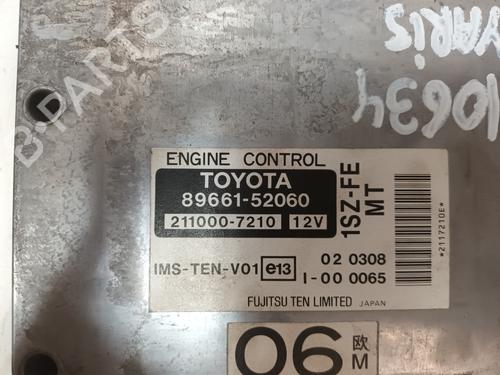 B-PARTS
YARIS
10634
ENGINE CONTROL
TOYOTA
89661-52060
211000-7210 12V
1SZ-FE
MT
*2117210E*
IMS-TEN-V01 e13 02 0308
I-00 0065
FUJITSU TEN LIMITED JAPAN
06 欧
M